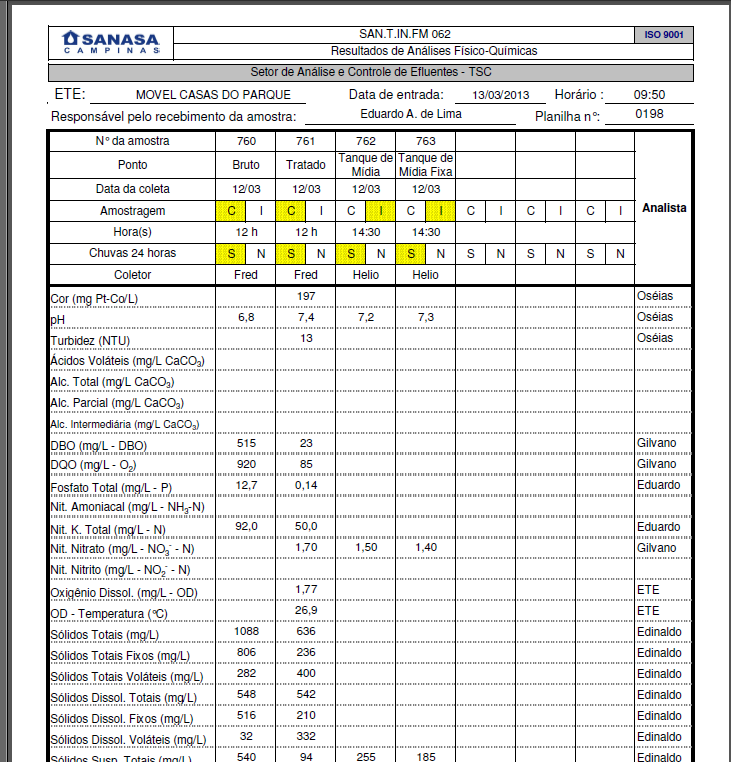 SANASA
CAMPINAS
SAN.T.IN.FM 062
ISO 9001
Resultados de Análises Físico-Químicas
Setor de Análise e Controle de Efluentes - TSC
ETE: MOVEL CASAS DO PARQUE Data de entrada: 13/03/2013 Horário : 09:50
Responsável pelo recebimento da amostra: Eduardo A. de Lima Planilha nº: 0198
Nº da amostra 760 761 762 763
Ponto Bruto Tratado Tanque de Mídia Tanque de Mídia Fixa
Data da coleta 12/03 12/03 12/03 12/03
Analista
Amostragem C I C I C I C I C I C I C I
Hora(s) 12 h 12 h 14:30 14:30
Chuvas 24 horas S N S N S N S N S N S N S N
Coletor Fred Fred Helio Helio
Cor (mg Pt-Co/L) 197 Oséias
pH 6,8 7,4 7,2 7,3 Oséias
Turbidez (NTU) 13 Oséias
Ácidos Voláteis (mg/L CaCO3)
Alc. Total (mg/L CaCO3)
Alc. Parcial (mg/L CaCO3)
Alc. Intermediária (mg/L CaCO3)
DBO (mg/L - DBO) 515 23 Gilvano
DQO (mg/L - O2) 920 85 Gilvano
Fosfato Total (mg/L - P) 12,7 0,14 Eduardo
Nit. Amoniacal (mg/L - NH3-N)
Nit. K. Total (mg/L - N) 92,0 50,0 Eduardo
Nit. Nitrato (mg/L - NO3- - N) 1,70 1,50 1,40 Gilvano
Nit. Nitrito (mg/L - NO2- - N)
Oxigênio Dissol. (mg/L - OD) 1,77 ETE
OD - Temperatura (ºC) 26,9 ETE
Sólidos Totais (mg/L) 1088 636 Edinaldo
Sólidos Totais Fixos (mg/L) 806 236 Edinaldo
Sólidos Totais Voláteis (mg/L) 282 400 Edinaldo
Sólidos Dissol. Totais (mg/L) 548 542 Edinaldo
Sólidos Dissol. Fixos (mg/L) 516 210 Edinaldo
Sólidos Dissol. Voláteis (mg/L) 32 332 Edinaldo
Sólidos Susp. Totais (mg/L) 540 94 255 185 Edinaldo